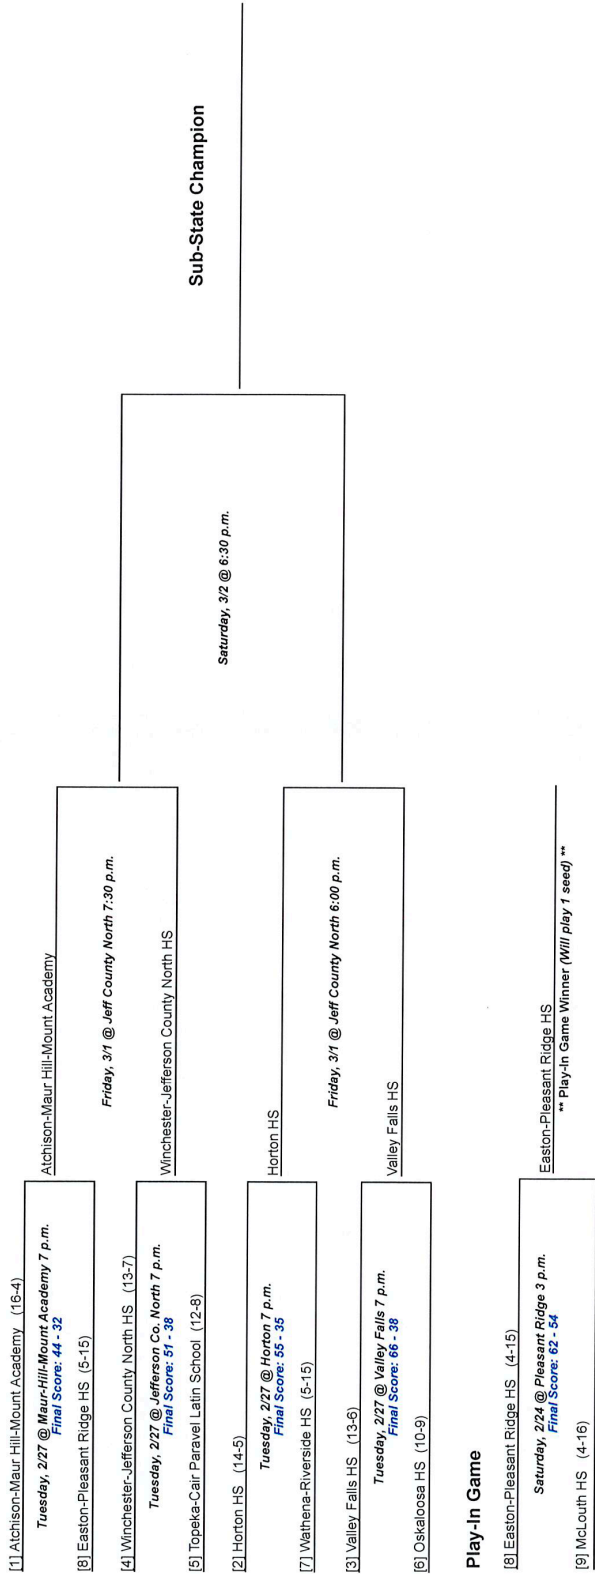 [1] Atchison-Maur Hill-Mount Academy (16-4)
Tuesday, 2/27 @ Maur-Hill-Mount Academy 7 p.m.
Final Score: 44 - 32
[8] Easton-Pleasant Ridge HS (5-15)
Atchison-Maur Hill-Mount Academy
Friday, 3/1 @ Jeff County North 7:30 p.m.
[4] Winchester-Jefferson County North HS (13-7)
Tuesday, 2/27 @ Jefferson Co. North 7 p.m.
Final Score: 51 - 38
[5] Topeka-Cair Paravel Latin School (12-8)
Winchester-Jefferson County North HS
Saturday, 3/2 @ 6:30 p.m.
Sub-State Champion
[2] Horton HS (14-5)
Tuesday, 2/27 @ Horton 7 p.m.
Final Score: 55 - 35
[7] Wathena-Riverside HS (5-15)
Horton HS
Friday, 3/1 @ Jeff County North 6:00 p.m.
[3] Valley Falls HS (13-6)
Tuesday, 2/27 @ Valley Falls 7 p.m.
Final Score: 66 - 38
[6] Oskaloosa HS (10-9)
Valley Falls HS
Play-In Game
[8] Easton-Pleasant Ridge HS (4-15)
Saturday, 2/24 @ Pleasant Ridge 3 p.m.
Final Score: 62 - 54
[9] McLouth HS (4-16)
Easton-Pleasant Ridge HS
** Play-In Game Winner (Will play 1 seed) **